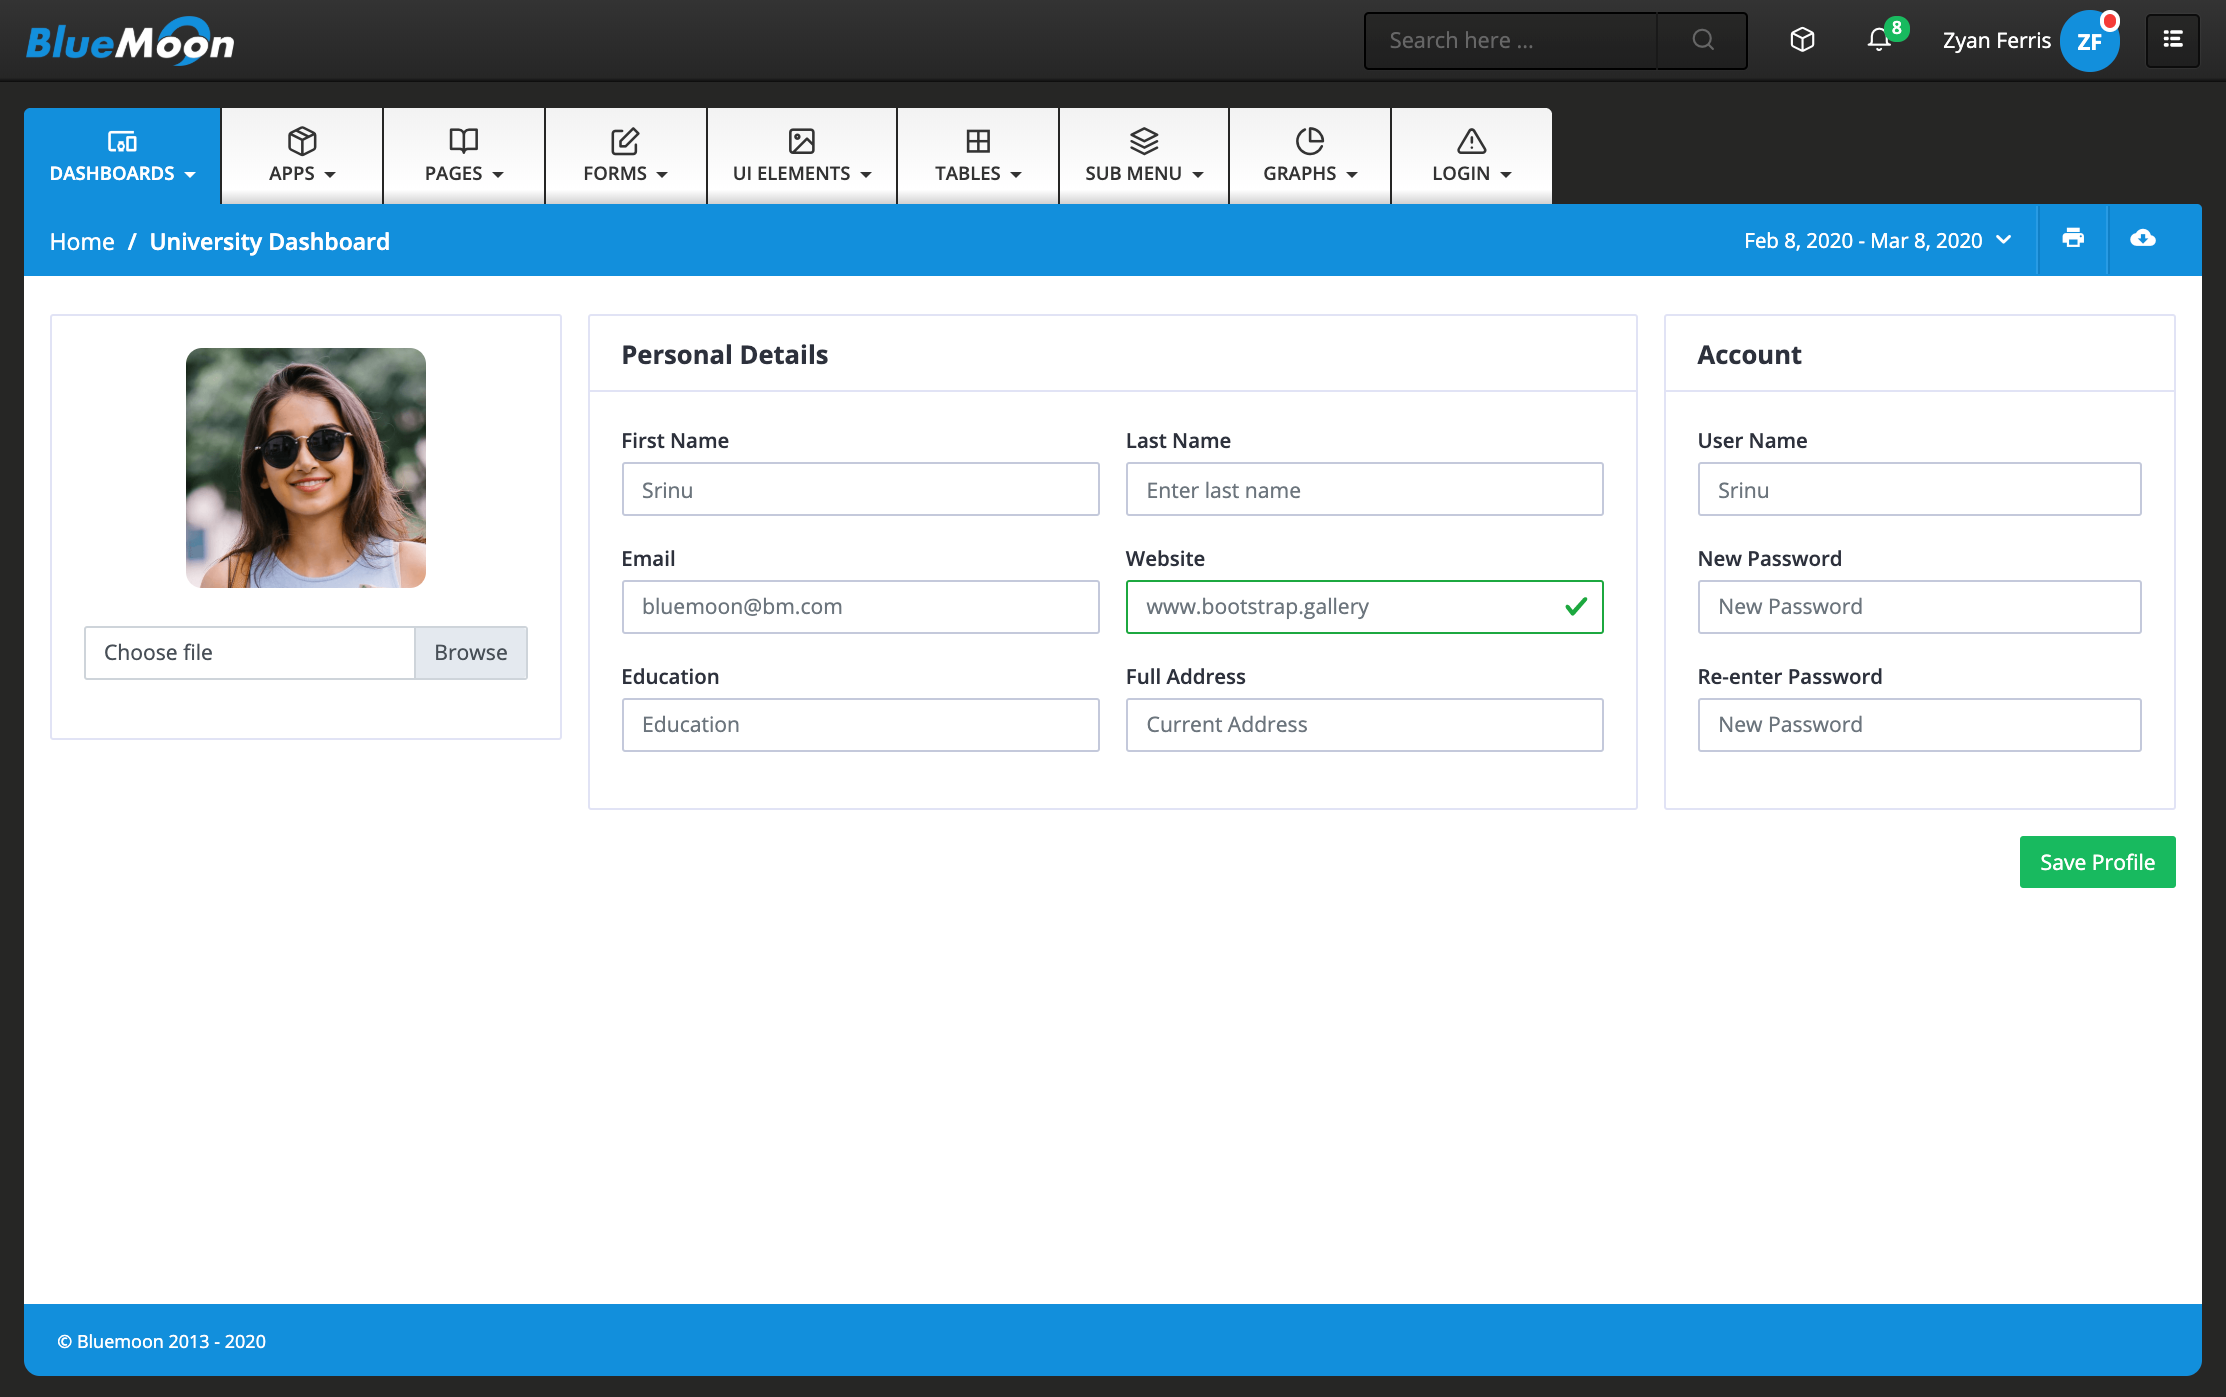 BlueMoon
Search here ...
8
Zyan Ferris
ZF
DASHBOARDS
APPS
PAGES
FORMS
UI ELEMENTS
TABLES
SUB MENU
GRAPHS
LOGIN
Home / University Dashboard
Feb 8, 2020 - Mar 8, 2020
Choose file
Browse
Personal Details
First Name
Srinu
Last Name
Enter last name
Email
bluemoon@bm.com
Website
www.bootstrap.gallery
Education
Education
Full Address
Current Address
Account
User Name
Srinu
New Password
New Password
Re-enter Password
New Password
Save Profile
© Bluemoon 2013 - 2020